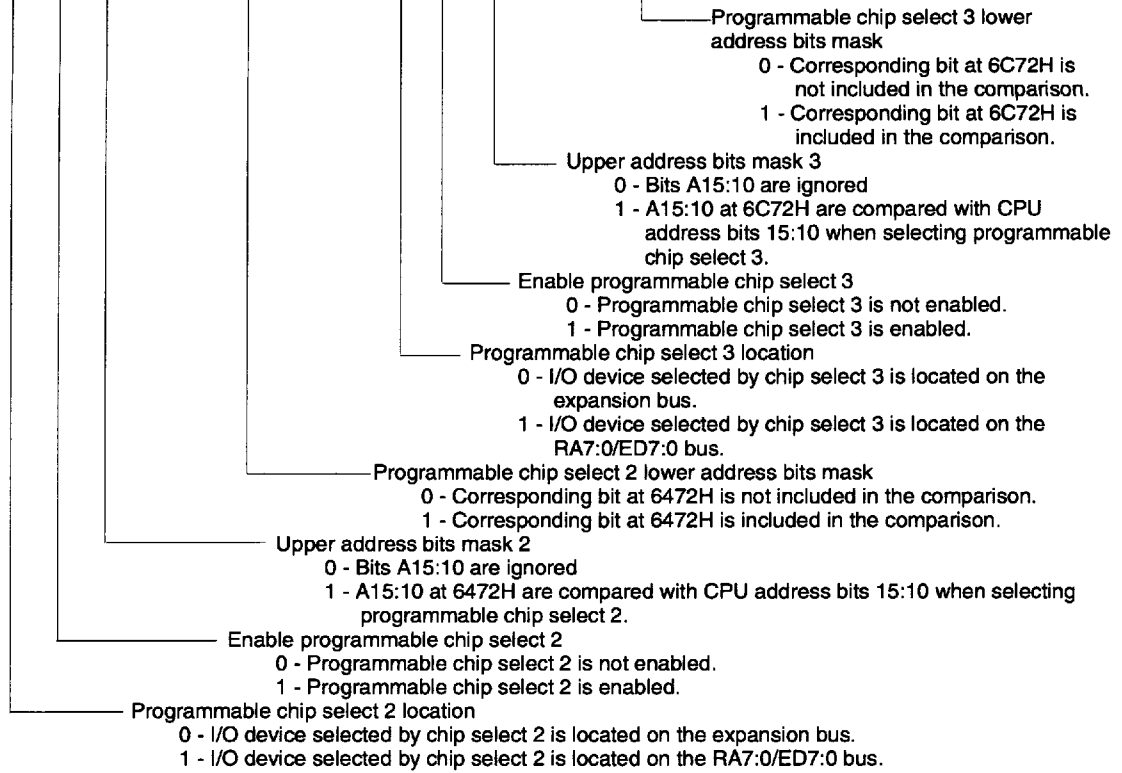 Programmable chip select 3 lower
address bits mask
0 - Corresponding bit at 6C72H is
not included in the comparison.
1 - Corresponding bit at 6C72H is
included in the comparison.
Upper address bits mask 3
0 - Bits A15:10 are ignored
1 - A15:10 at 6C72H are compared with CPU
address bits 15:10 when selecting programmable
chip select 3.
Enable programmable chip select 3
0 - Programmable chip select 3 is not enabled.
1 - Programmable chip select 3 is enabled.
Programmable chip select 3 location
0 - I/O device selected by chip select 3 is located on the
expansion bus.
1 - I/O device selected by chip select 3 is located on the
RA7:0/ED7:0 bus.
Programmable chip select 2 lower address bits mask
0 - Corresponding bit at 6472H is not included in the comparison.
1 - Corresponding bit at 6472H is included in the comparison.
Upper address bits mask 2
0 - Bits A15:10 are ignored
1 - A15:10 at 6472H are compared with CPU address bits 15:10 when selecting
programmable chip select 2.
Enable programmable chip select 2
0 - Programmable chip select 2 is not enabled.
1 - Programmable chip select 2 is enabled.
Programmable chip select 2 location
0 - I/O device selected by chip select 2 is located on the expansion bus.
1 - I/O device selected by chip select 2 is located on the RA7:0/ED7:0 bus.